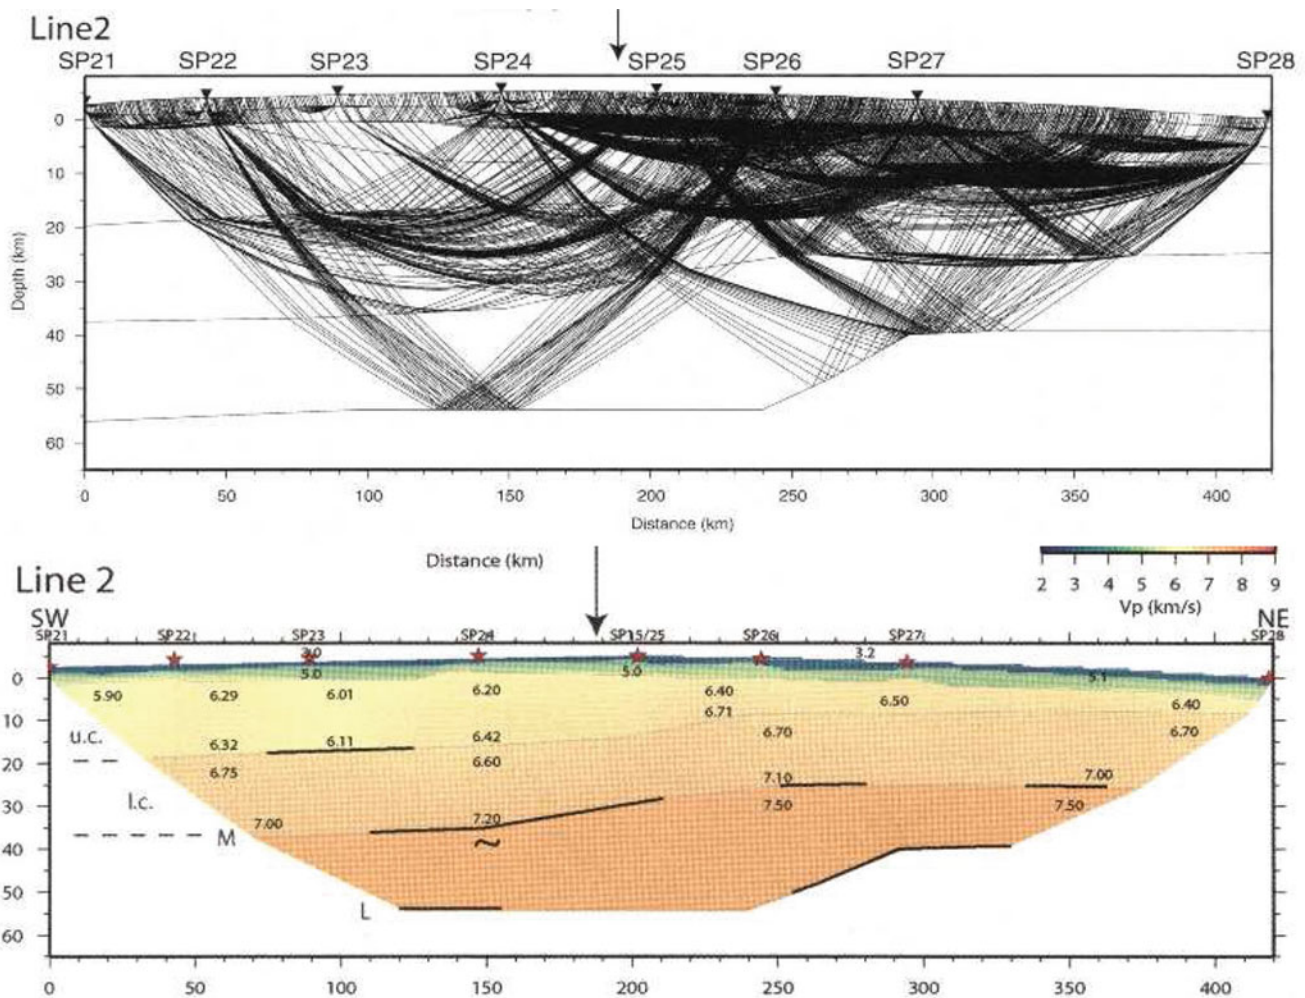 Line2
SP21 SP22 SP23 SP24 SP25 SP26 SP27 SP28
0
10
20
30
40
50
60
Depth (km)
0 50 100 150 200 250 300 350 400
Distance (km)
Distance (km)
2 3 4 5 6 7 8 9
Vp (km/s)
Line 2
SW NE
SP21 SP22 SP23 SP24 SP15/25 SP26 SP27 SP28
3.0 3.2
5.0 5.0 5.1
0
5.90 6.29 6.01 6.20 6.40 6.50 6.40
10
6.71
u.c. 6.32 6.11 6.42 6.70 6.70
20
6.75 6.60 7.10 7.00
l.c.
30
7.50 7.50
7.00 7.20
M
~
40
50
L
60
0 50 100 150 200 250 300 350 400